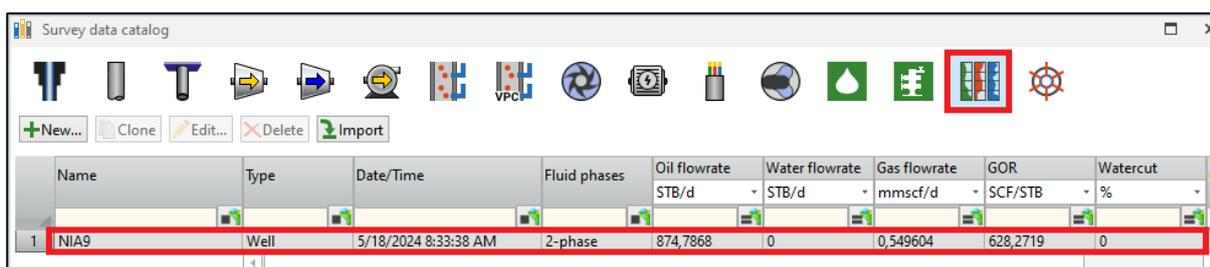 Survey data catalog
VPC
New... Clone Edit... Delete Import
Name Type Date/Time Fluid phases Oil flowrate Water flowrate Gas flowrate GOR Watercut
STB/d STB/d mmscf/d SCF/STB %
1 NIA9 Well 5/18/2024 8:33:38 AM 2-phase 874,7868 0 0,549604 628,2719 0